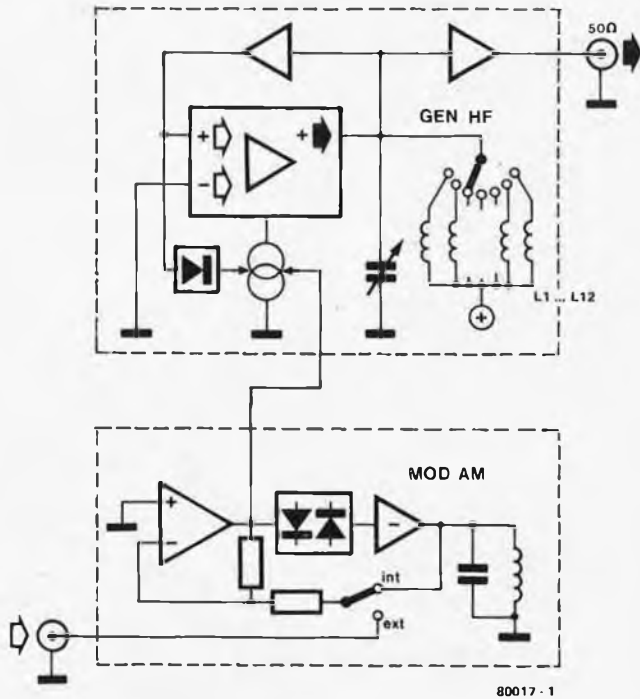 50Ω
GEN HF
+
+
−
L1 ... L12
+
MOD AM
+
−
−
int
ext
80017 - 1